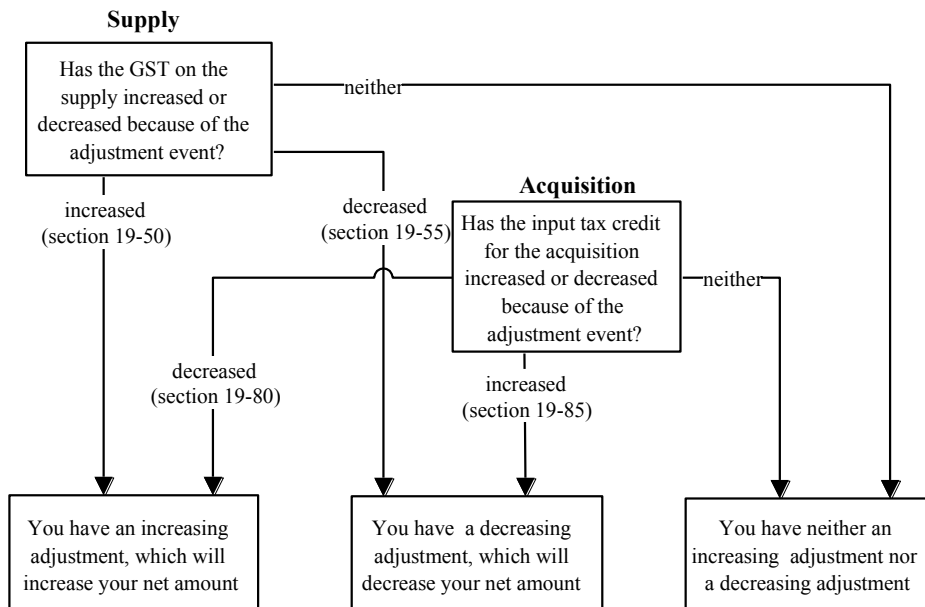 Supply
Has the GST on the
supply increased or
decreased because of the
adjustment event?
neither
increased
(section 19-50)
decreased
(section 19-55)
Acquisition
Has the input tax credit
for the acquisition
increased or decreased
because of the
adjustment event?
neither
decreased
(section 19-80)
increased
(section 19-85)
You have an increasing
adjustment, which will
increase your net amount
You have a decreasing
adjustment, which will
decrease your net amount
You have neither an
increasing adjustment nor
a decreasing adjustment